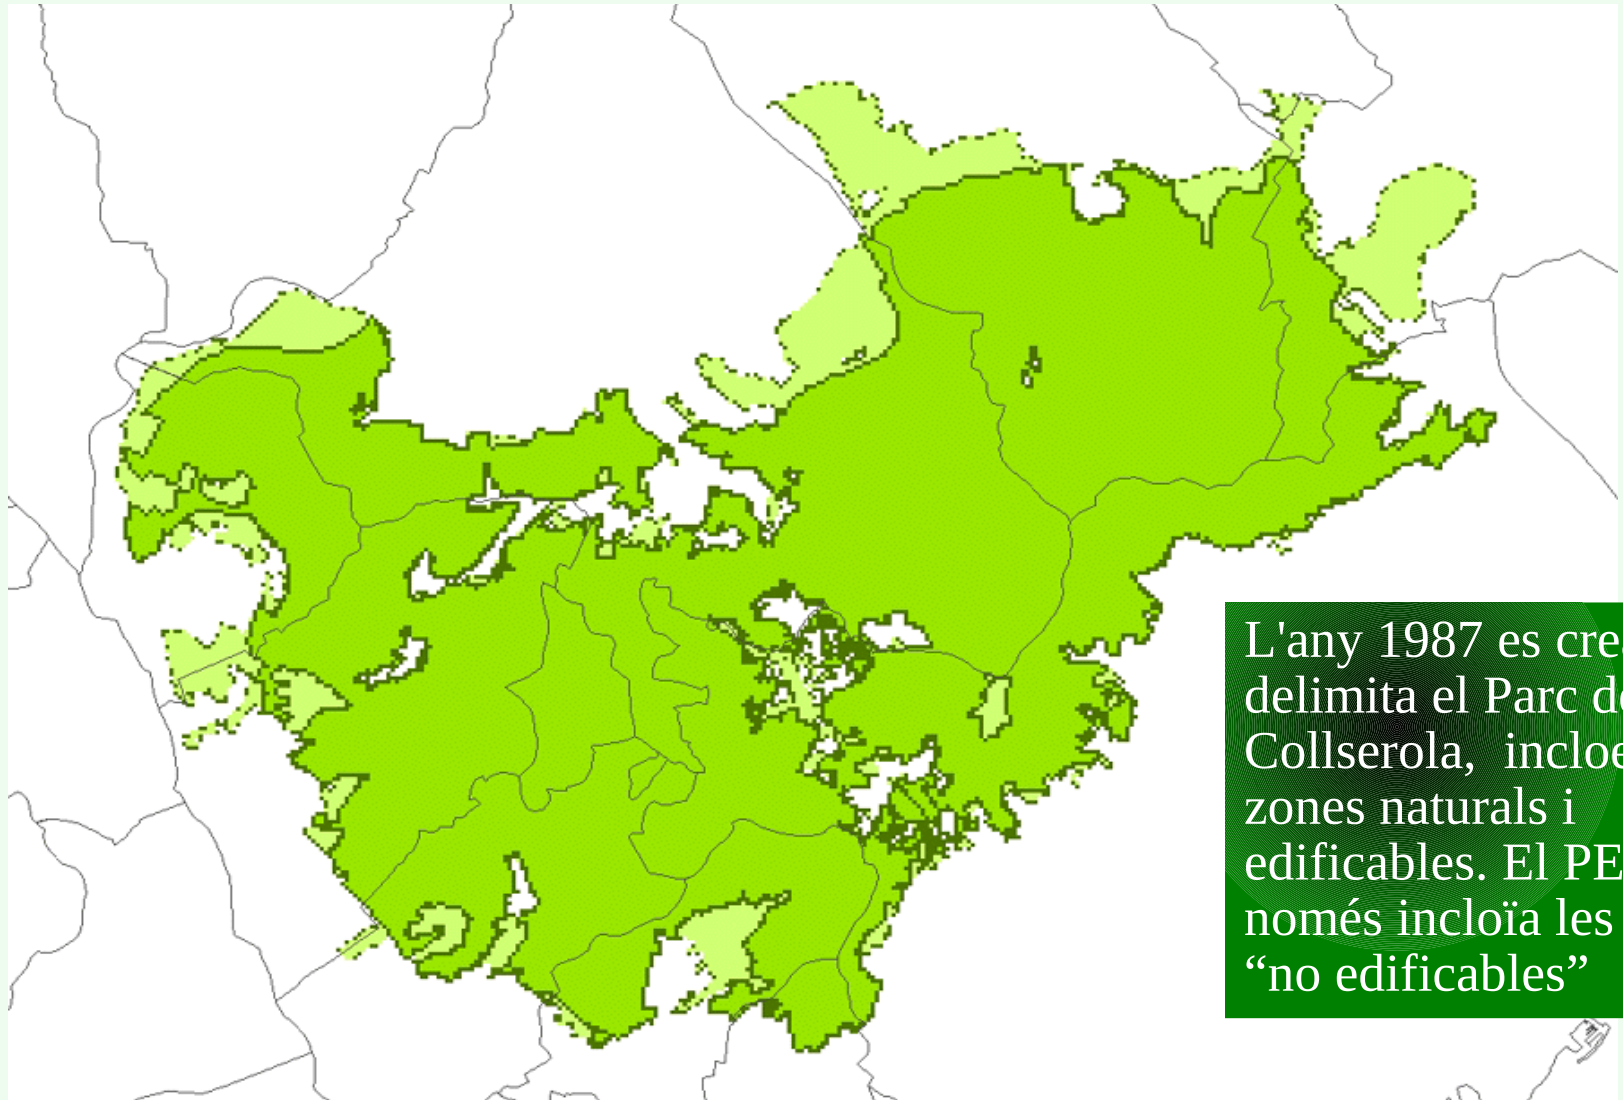 L'any 1987 es cre
delimita el Parc de
Collserola, incloe
zones naturals i
edificables. El PE
només incloïa les
“no edificables”